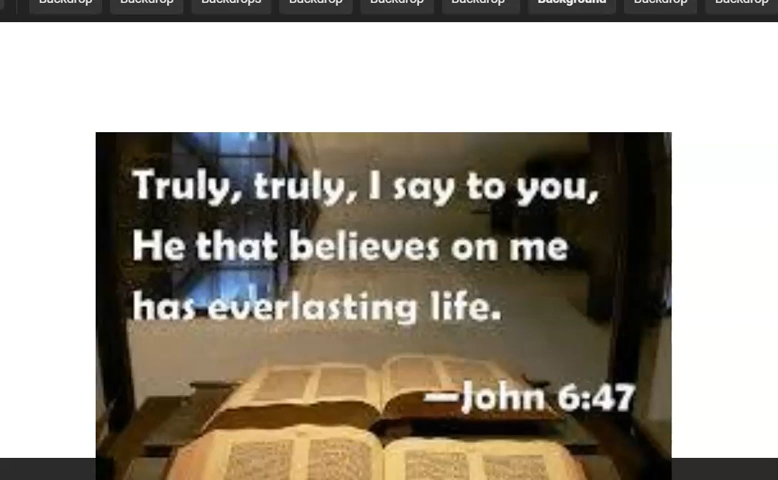 Backdrop Backdrop Backdrops Backdrop Backdrop Backdrop Background Backdrop Backdrop
Truly, truly, I say to you,
He that believes on me
has everlasting life.
—John 6:47